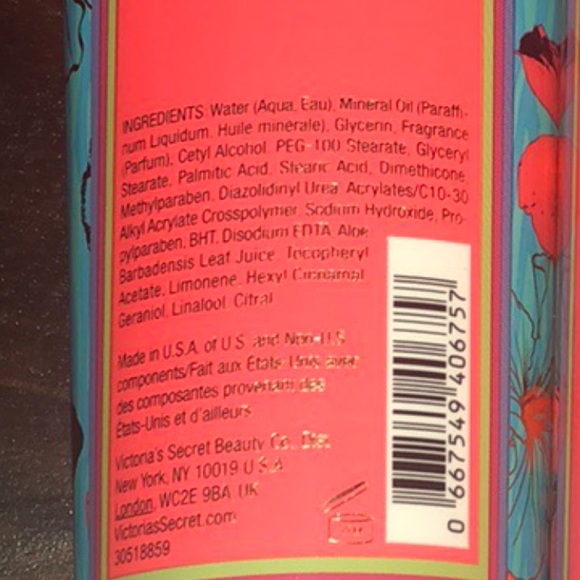 INGREDIENTS: Water (Aqua, Eau), Mineral Oil (Paraffi-
num Liquidum, Huile minerale), Glycerin, Fragrance
(Parfum), Cetyl Alcohol, PEG-100 Stearate, Glyceryl
Stearate, Palmitic Acid, Stearic Acid, Dimethicone,
Methylparaben, Diazolidinyl Urea, Acrylates/C10-30
Alkyl Acrylate Crosspolymer, Sodium Hydroxide, Pro-
pylparaben, BHT, Disodium EDTA, Aloe
Barbadensis Leaf Juice, Tocopheryl
Acetate, Limonene, Hexyl Cinnamal,
Geraniol, Linalool, Citral
Made in U.S.A. of U.S. and Non-U.S.
components/Fait aux États-Unis avec
des composantes provenant des
États-Unis et d'ailleurs
Victoria's Secret Beauty Co., Dist.
New York, NY 10019 U.S.A.
London, WC2E 9BA UK
VictoriasSecret.com
30518859
0 667549 406757